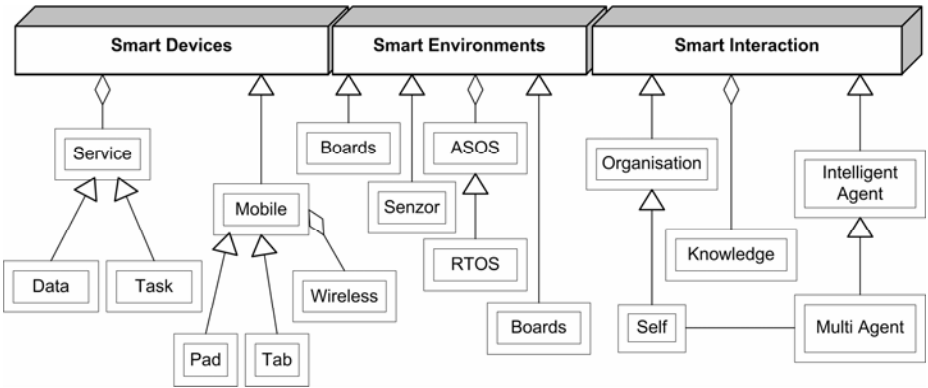 Smart Devices
Smart Environments
Smart Interaction
Service
Boards
ASOS
Organisation
Intelligent
Agent
Mobile
Senzor
Knowledge
RTOS
Data
Task
Wireless
Boards
Self
Multi Agent
Pad
Tab